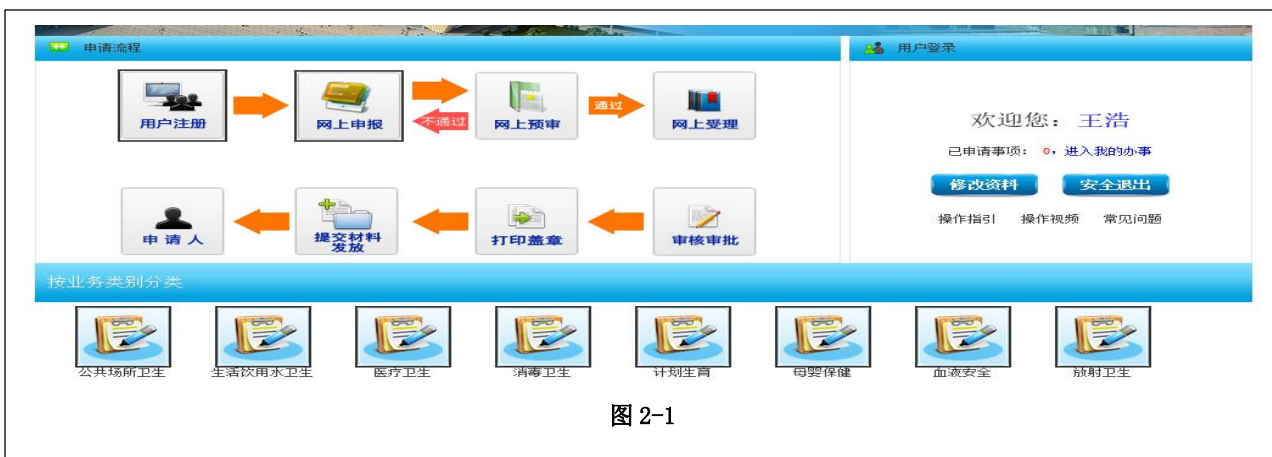 申请流程
用户登录
用户注册
网上申报
不通过
网上预审
通过
网上受理
申 请 人
提交材料
发放
打印盖章
审核审批
欢迎您： 王浩
已申请事项： 0，进入我的办事
修改资料 安全退出
操作指引 操作视频 常见问题
按业务类别分类
公共场所卫生 生活饮用水卫生 医疗卫生 消毒卫生 计划生育 母婴保健 血液安全 放射卫生
图 2-1